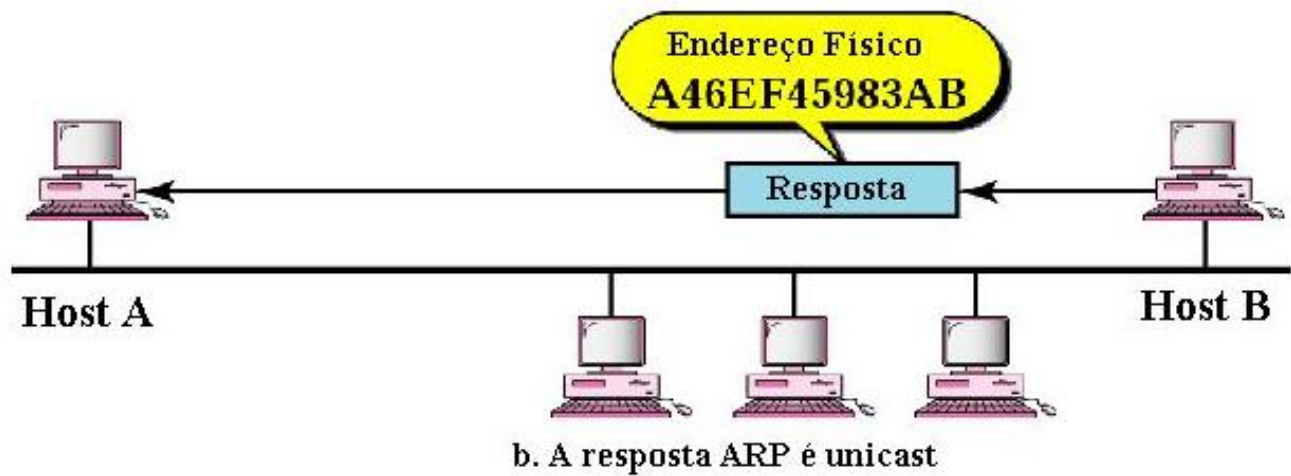 Endereço Físico
A46EF45983AB
Resposta
Host A
Host B
b. A resposta ARP é unicast